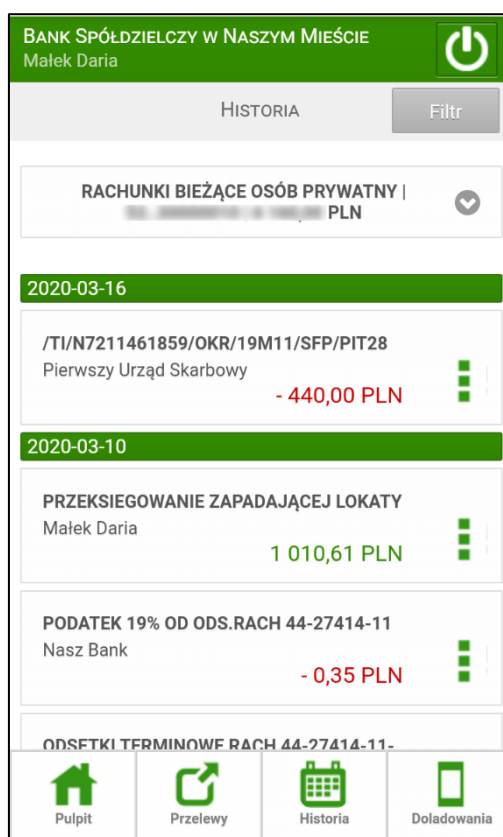 BANK SPÓŁDZIELCZY W NASZYM MIEŚCIE
Małek Daria
HISTORIA
Filtr
RACHUNKI BIEŻĄCE OSÓB PRYWATNY |
PLN
2020-03-16
/TI/N7211461859/OKR/19M11/SFP/PIT28
Pierwszy Urząd Skarbowy
- 440,00 PLN
2020-03-10
PRZEKSIEGOWANIE ZAPADAJĄCEJ LOKATY
Małek Daria
1 010,61 PLN
PODATEK 19% OD ODS.RACH 44-27414-11
Nasz Bank
- 0,35 PLN
ODSETKI TERMINOWE RACH 44-27414-11-
Pulpit
Przelewy
Historia
Doladowania